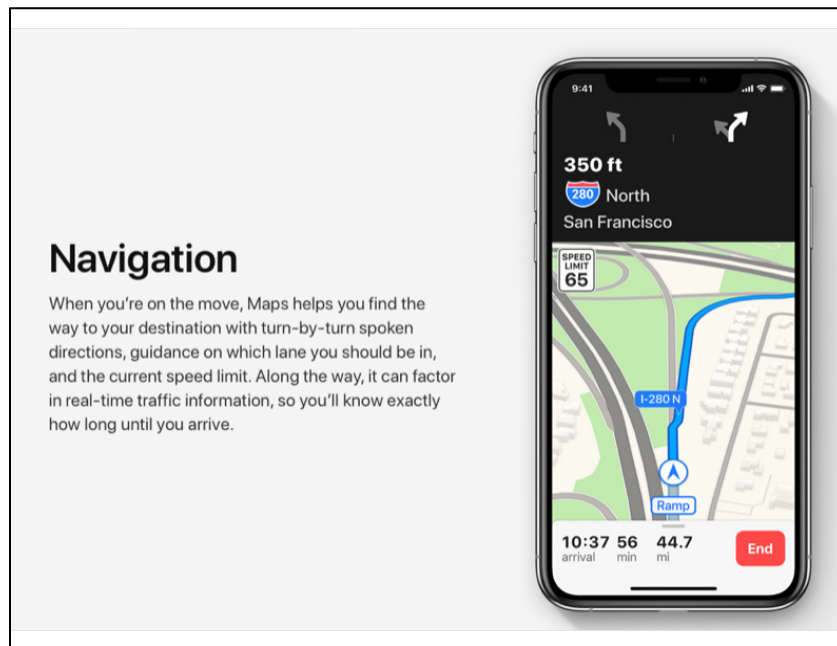 Navigation
When you’re on the move, Maps helps you find the
way to your destination with turn-by-turn spoken
directions, guidance on which lane you should be in,
and the current speed limit. Along the way, it can factor
in real-time traffic information, so you’ll know exactly
how long until you arrive.
9:41
350 ft
280 North
San Francisco
SPEED
LIMIT
65
I-280 N
Ramp
10:37 56 44.7
arrival min mi
End